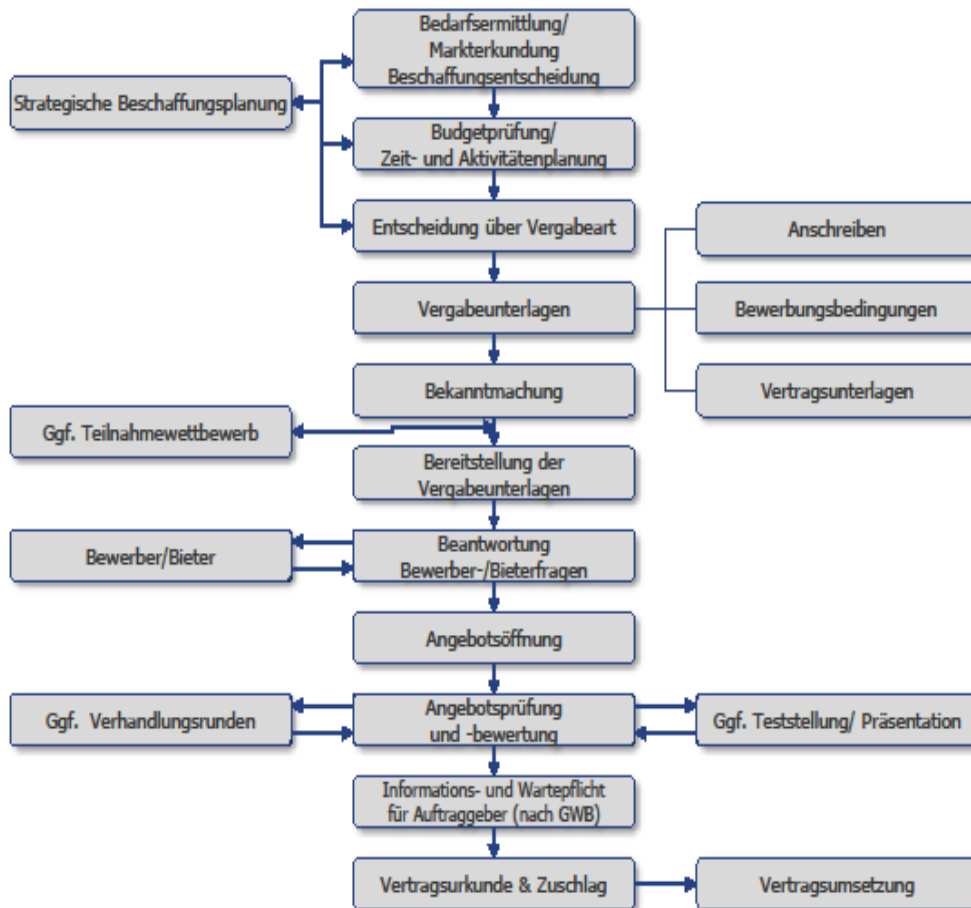 Bedarfsermittlung/
Markterkundung
Beschaffungsentscheidung
Strategische Beschaffungsplanung
Budgetprüfung/
Zeit- und Aktivitätenplanung
Entscheidung über Vergabeart
Anschreiben
Vergabeunterlagen
Bewerbungsbedingungen
Bekanntmachung
Vertragsunterlagen
Ggf. Teilnahmewettbewerb
Bereitstellung der
Vergabeunterlagen
Bewerber/Bieter
Beantwortung
Bewerber-/Bieterfragen
Angebotsöffnung
Ggf. Verhandlungsrunden
Angebotsprüfung
und -bewertung
Ggf. Teststellung/ Präsentation
Informations- und Wartepflicht
für Auftraggeber (nach GWB)
Vertragsurkunde & Zuschlag
Vertragsumsetzung